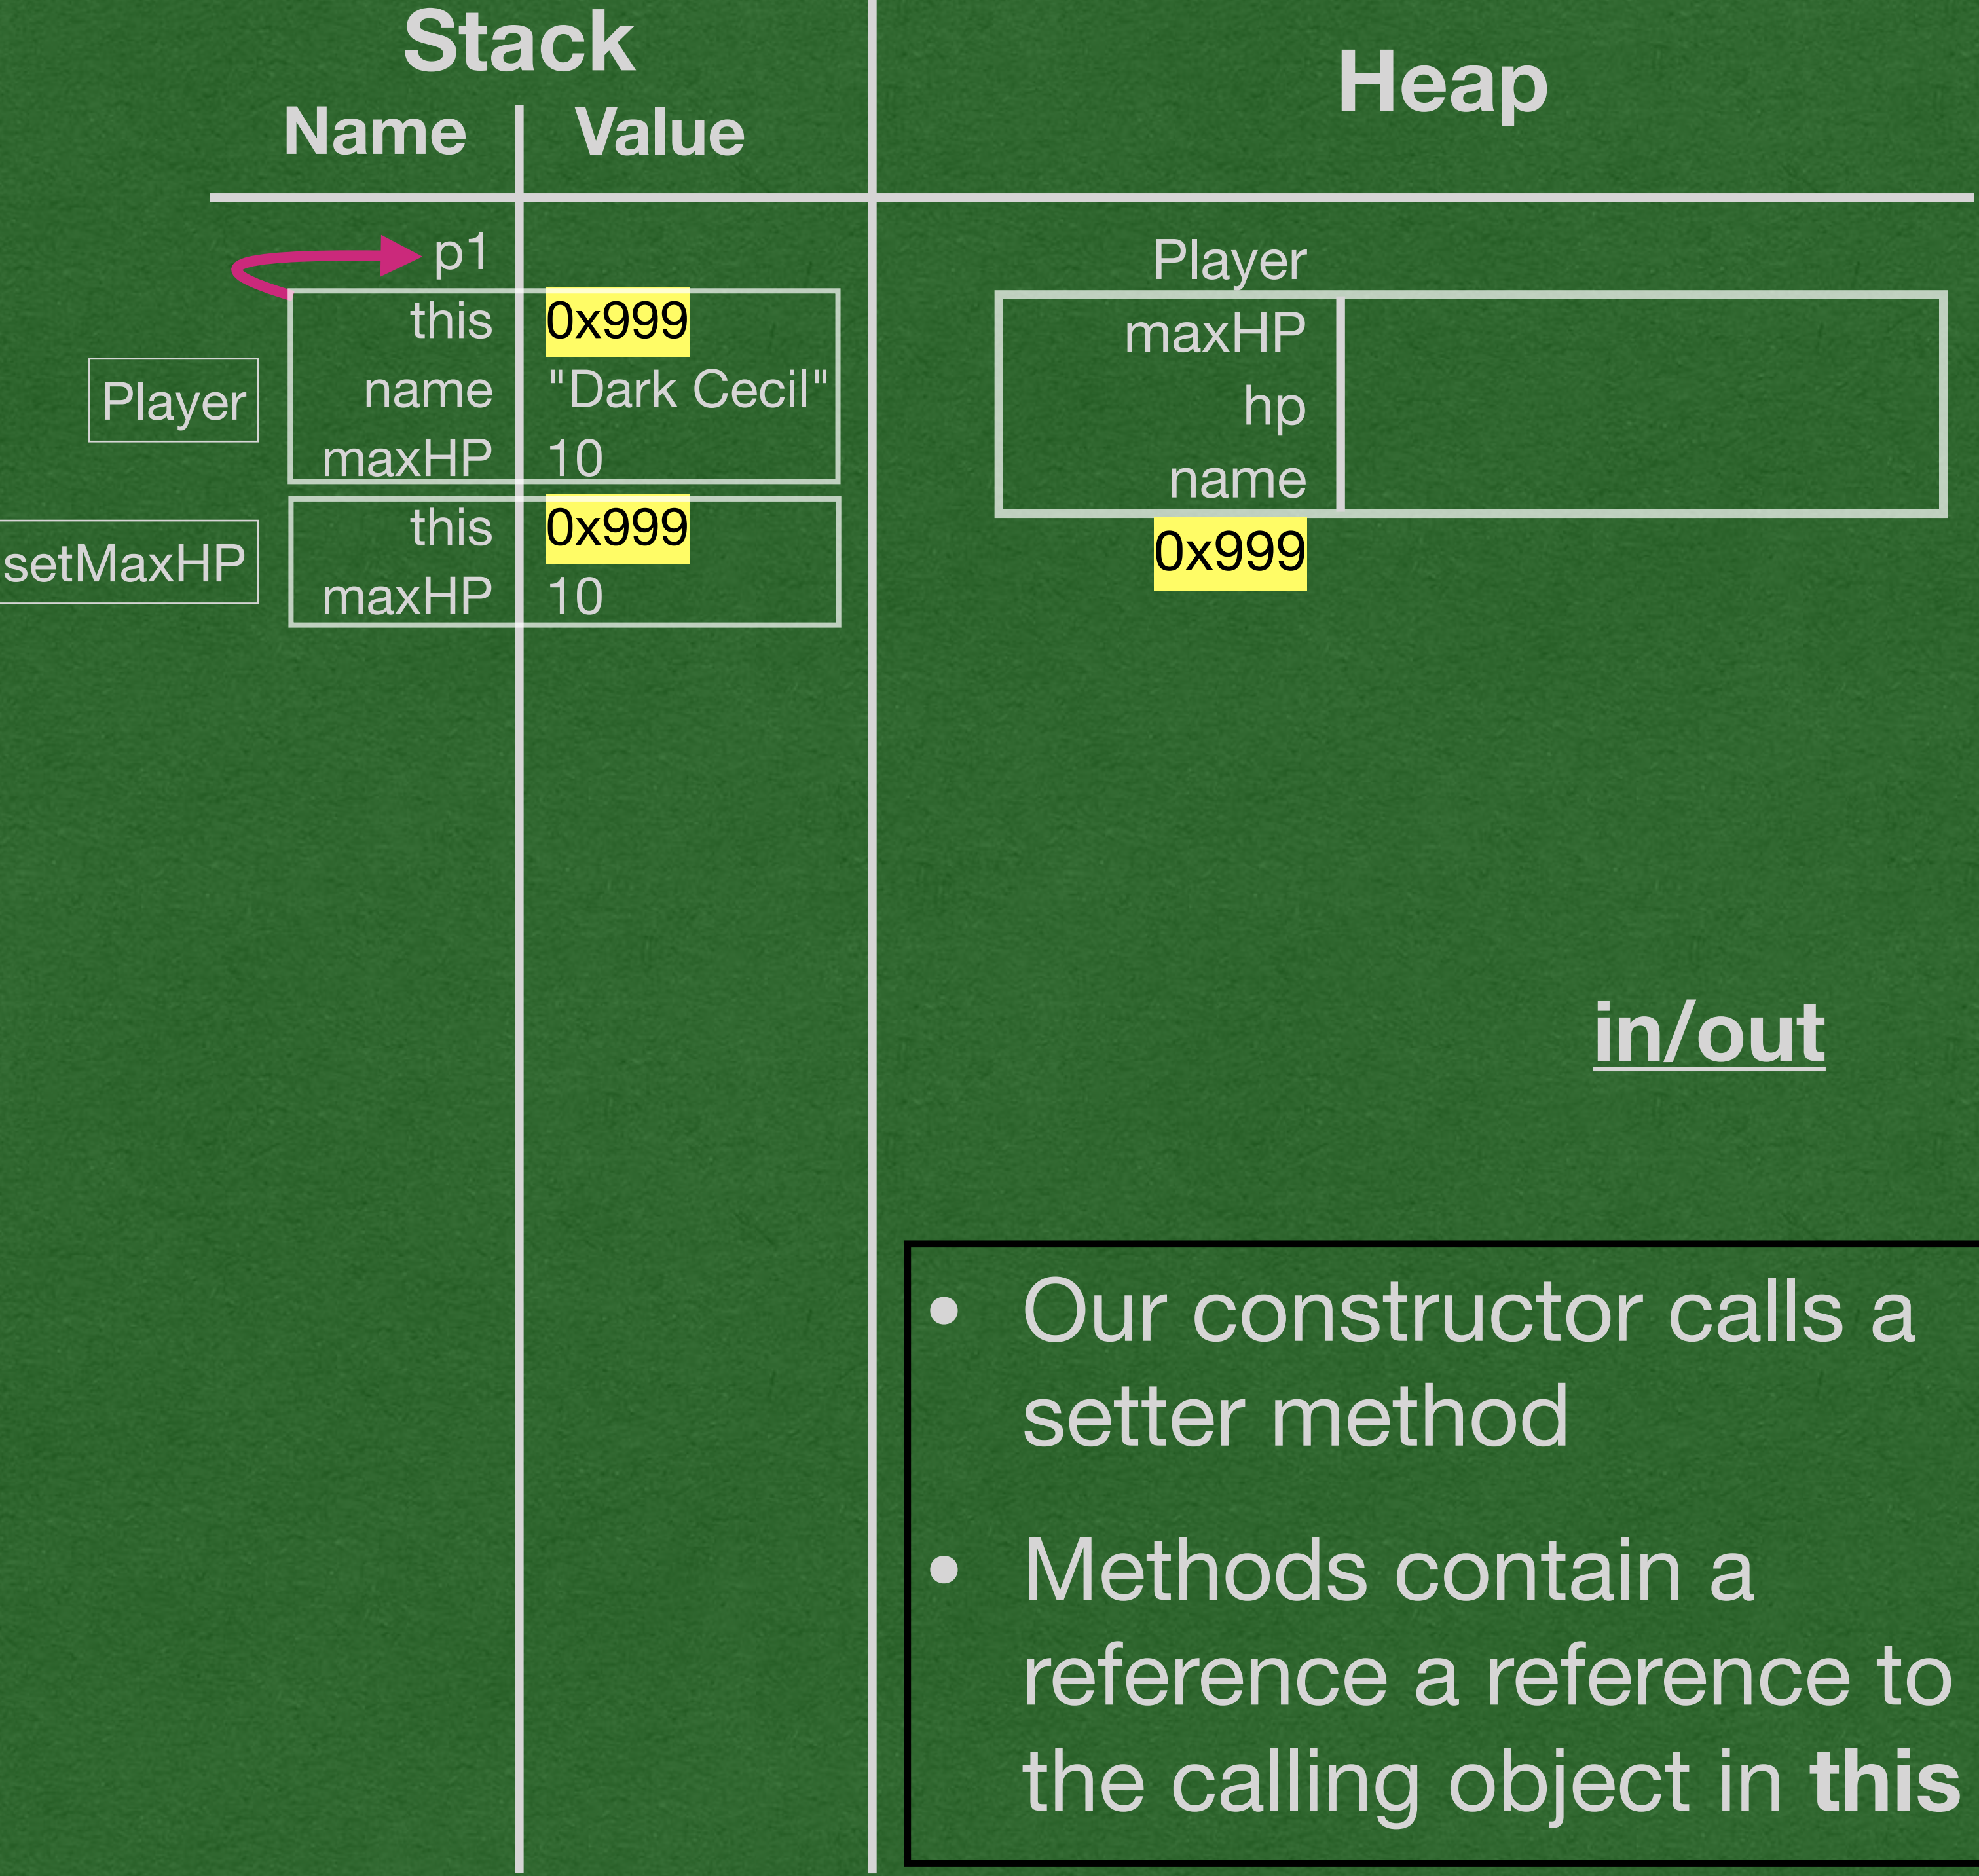 Stack
Heap
Name Value
p1
Player
this 0x999
maxHP
Player
name "Dark Cecil"
hp
maxHP 10
name
this 0x999
0x999
setMaxHP
maxHP 10
in/out
• Our constructor calls a
setter method
• Methods contain a
reference a reference to
the calling object in this